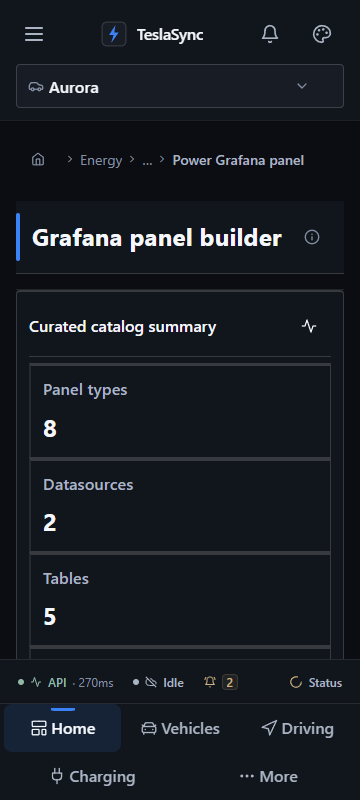 TeslaSync
Aurora
Energy ... Power Grafana panel
Grafana panel builder
Curated catalog summary
Panel types
8
Datasources
2
Tables
5
API · 270ms Idle 2 Status
Home Vehicles Driving
Charging More